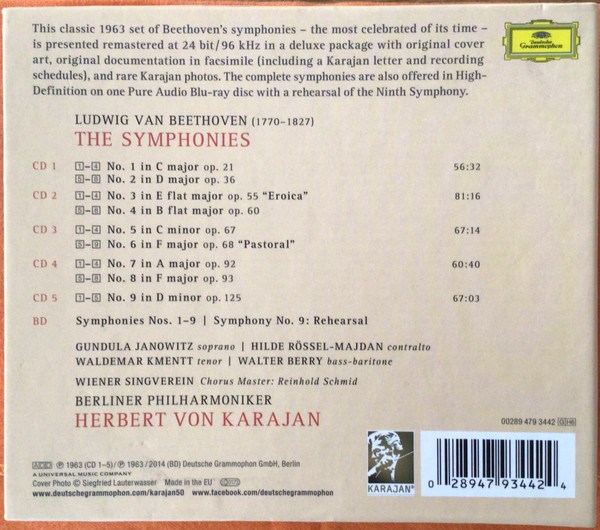 This classic 1963 set of Beethoven's symphonies – the most celebrated of its time –
is presented remastered at 24 bit/96 kHz in a deluxe package with original cover
art, original documentation in facsimile (including a Karajan letter and recording
schedules), and rare Karajan photos. The complete symphonies are also offered in High-
Definition on one Pure Audio Blu-ray disc with a rehearsal of the Ninth Symphony.
Deutsche
Grammophon
LUDWIG VAN BEETHOVEN (1770–1827)
THE SYMPHONIES
CD 1 1–4 No. 1 in C major op. 21 56:32
5–8 No. 2 in D major op. 36
CD 2 1–4 No. 3 in E flat major op. 55 “Eroica” 81:16
5–8 No. 4 in B flat major op. 60
CD 3 1–4 No. 5 in C minor op. 67 67:14
5–9 No. 6 in F major op. 68 “Pastoral”
CD 4 1–4 No. 7 in A major op. 92 60:40
5–8 No. 8 in F major op. 93
CD 5 1–5 No. 9 in D minor op. 125 67:03
BD Symphonies Nos. 1–9 | Symphony No. 9: Rehearsal
GUNDULA JANOWITZ soprano | HILDE RÖSSEL-MAJDAN contralto
WALDEMAR KMENTT tenor | WALTER BERRY bass-baritone
WIENER SINGVEREIN Chorus Master: Reinhold Schmid
BERLINER PHILHARMONIKER
HERBERT VON KARAJAN
00289 479 3442
ADD ℗ 1963 (CD 1–5) / ℗ 1963 / 2014 (BD) Deutsche Grammophon GmbH, Berlin
A UNIVERSAL MUSIC COMPANY
Cover Photo © Siegfried Lauterwasser Made in the EU
www.deutschegrammophon.com/karajan50 www.facebook.com/deutschegrammophon
KARAJAN®
0 28947 93442 4